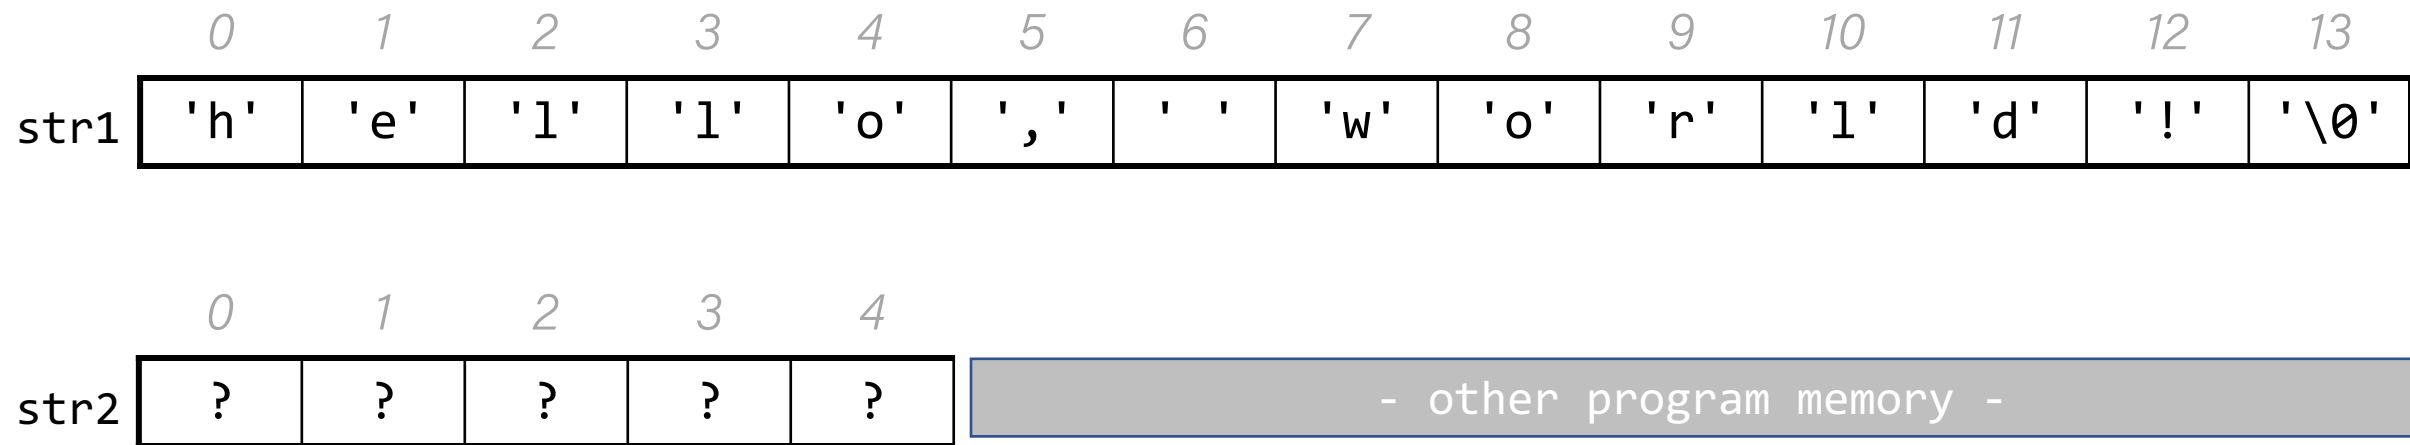 0 1 2 3 4 5 6 7 8 9 10 11 12 13
str1 'h' 'e' 'l' 'l' 'o' ',' ' ' 'w' 'o' 'r' 'l' 'd' '!' '\0'
0 1 2 3 4
str2 ? ? ? ? ? - other program memory -